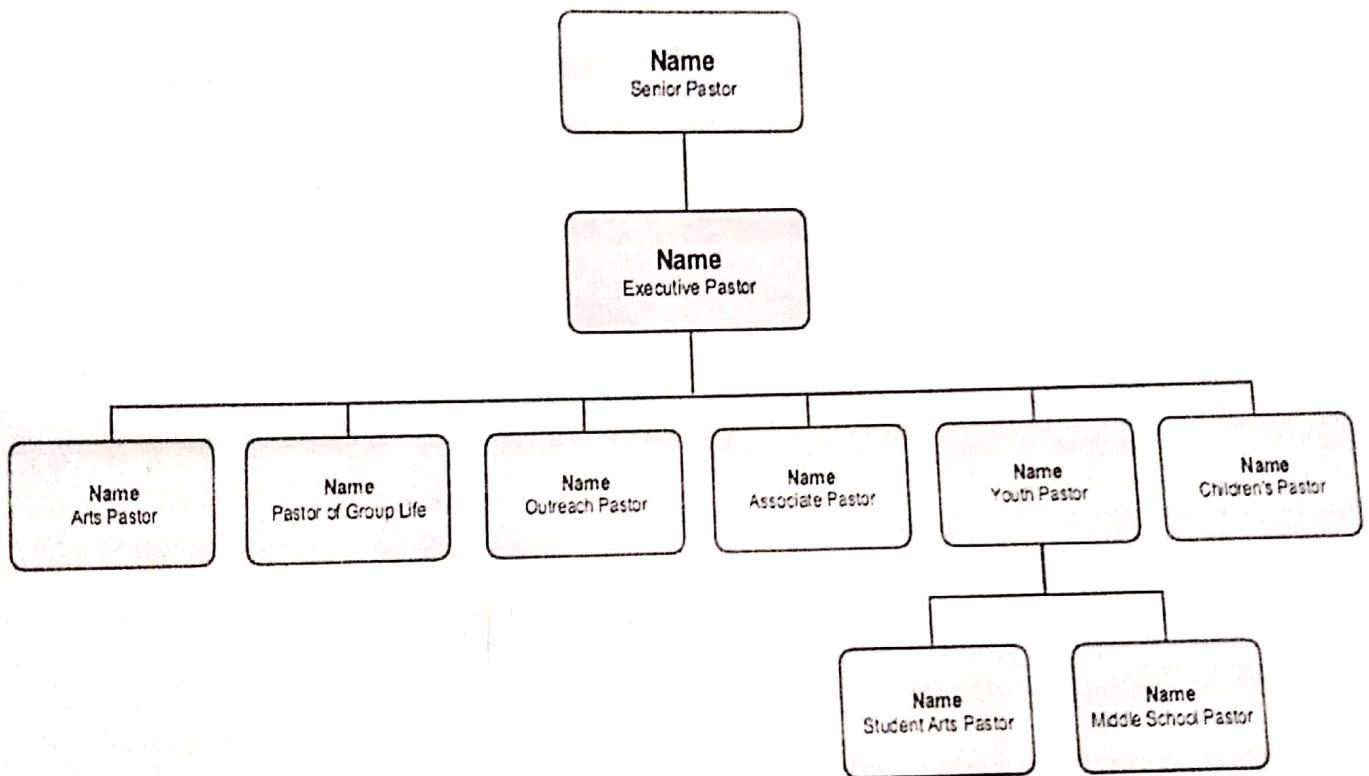 Name
Senior Pastor
Name
Executive Pastor
Name
Arts Pastor
Name
Pastor of Group Life
Name
Outreach Pastor
Name
Associate Pastor
Name
Youth Pastor
Name
Children's Pastor
Name
Student Arts Pastor
Name
Middle School Pastor